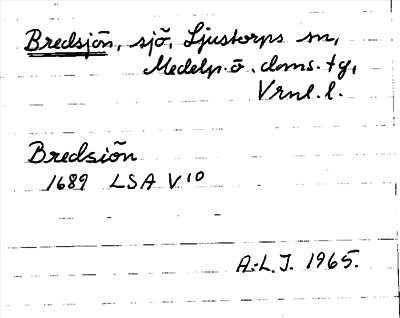 Bredsjön, sjö, Ljustorps sn,
Medelp. ö. doms. tg,
Vrnl. l.
Bredsiön
1689 LSA V10
A.L.J. 1965.